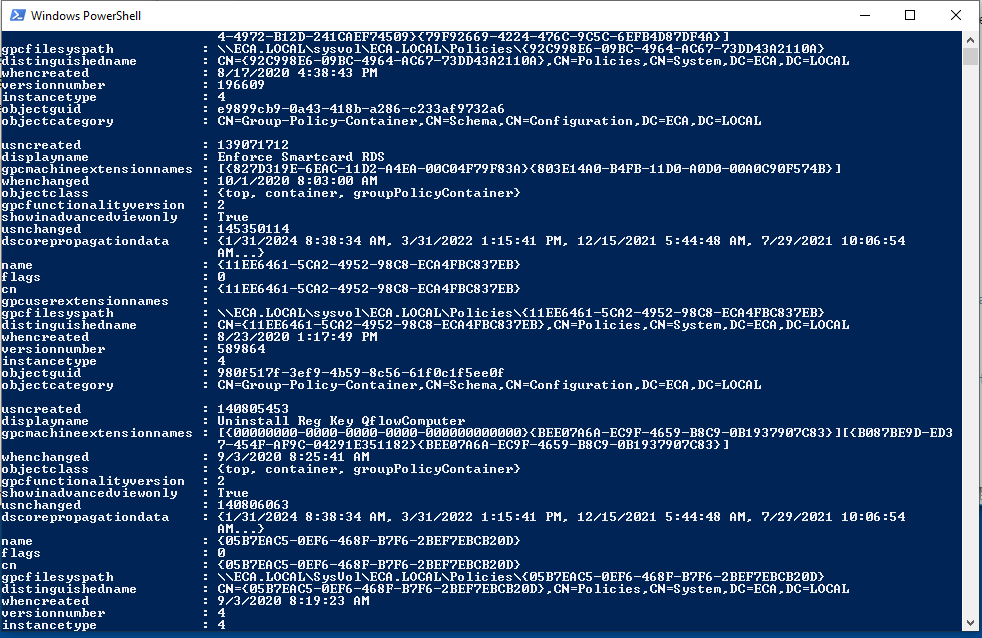 Windows PowerShell
4-4972-B12D-241CAEF74509}{79F92669-4224-476C-9C5C-6EFB4D87DF4A}]
gpcfilesyspath : \\ECA.LOCAL\sysvol\ECA.LOCAL\Policies\{92C998E6-09BC-4964-AC67-73DD43A2110A}
distinguishedname : CN={92C998E6-09BC-4964-AC67-73DD43A2110A},CN=Policies,CN=System,DC=ECA,DC=LOCAL
whencreated : 8/17/2020 4:38:43 PM
versionnumber : 196609
instancetype : 4
objectguid : e9899cb9-0a43-418b-a286-c233af9732a6
objectcategory : CN=Group-Policy-Container,CN=Schema,CN=Configuration,DC=ECA,DC=LOCAL
usncreated : 139071712
displayname : Enforce Smartcard RDS
gpcmachineextensionnames : [{827D319E-6EAC-11D2-A4EA-00C04F79F83A}{803E14A0-B4FB-11D0-A0D0-00A0C90F574B}]
whenchanged : 10/1/2020 8:03:00 AM
objectclass : {top, container, groupPolicyContainer}
gpcfunctionalityversion : 2
showinadvancedviewonly : True
usnchanged : 145350114
dscorepropagationdata : {1/31/2024 8:38:34 AM, 3/31/2022 1:15:41 PM, 12/15/2021 5:44:48 AM, 7/29/2021 10:06:54
AM...}
name : {11EE6461-5CA2-4952-98C8-ECA4FBC837EB}
flags : 0
cn : {11EE6461-5CA2-4952-98C8-ECA4FBC837EB}
gpcuserextensionnames :
gpcfilesyspath : \\ECA.LOCAL\sysvol\ECA.LOCAL\Policies\{11EE6461-5CA2-4952-98C8-ECA4FBC837EB}
distinguishedname : CN={11EE6461-5CA2-4952-98C8-ECA4FBC837EB},CN=Policies,CN=System,DC=ECA,DC=LOCAL
whencreated : 8/23/2020 1:17:49 PM
versionnumber : 589864
instancetype : 4
objectguid : 980f517f-3ef9-4b59-8c56-61f0c1f5ee0f
objectcategory : CN=Group-Policy-Container,CN=Schema,CN=Configuration,DC=ECA,DC=LOCAL
usncreated : 140805453
displayname : Uninstall Reg Key QflowComputer
gpcmachineextensionnames : [{00000000-0000-0000-0000-000000000000}{BEE07A6A-EC9F-4659-B8C9-0B1937907C83}][{B087BE9D-ED3
7-454F-AF9C-04291E351182}{BEE07A6A-EC9F-4659-B8C9-0B1937907C83}]
whenchanged : 9/3/2020 8:25:41 AM
objectclass : {top, container, groupPolicyContainer}
gpcfunctionalityversion : 2
showinadvancedviewonly : True
usnchanged : 140806063
dscorepropagationdata : {1/31/2024 8:38:34 AM, 3/31/2022 1:15:41 PM, 12/15/2021 5:44:48 AM, 7/29/2021 10:06:54
AM...}
name : {05B7EAC5-0EF6-468F-B7F6-2BEF7EBCB20D}
flags : 0
cn : {05B7EAC5-0EF6-468F-B7F6-2BEF7EBCB20D}
gpcfilesyspath : \\ECA.LOCAL\SysVol\ECA.LOCAL\Policies\{05B7EAC5-0EF6-468F-B7F6-2BEF7EBCB20D}
distinguishedname : CN={05B7EAC5-0EF6-468F-B7F6-2BEF7EBCB20D},CN=Policies,CN=System,DC=ECA,DC=LOCAL
whencreated : 9/3/2020 8:19:23 AM
versionnumber : 4
instancetype : 4